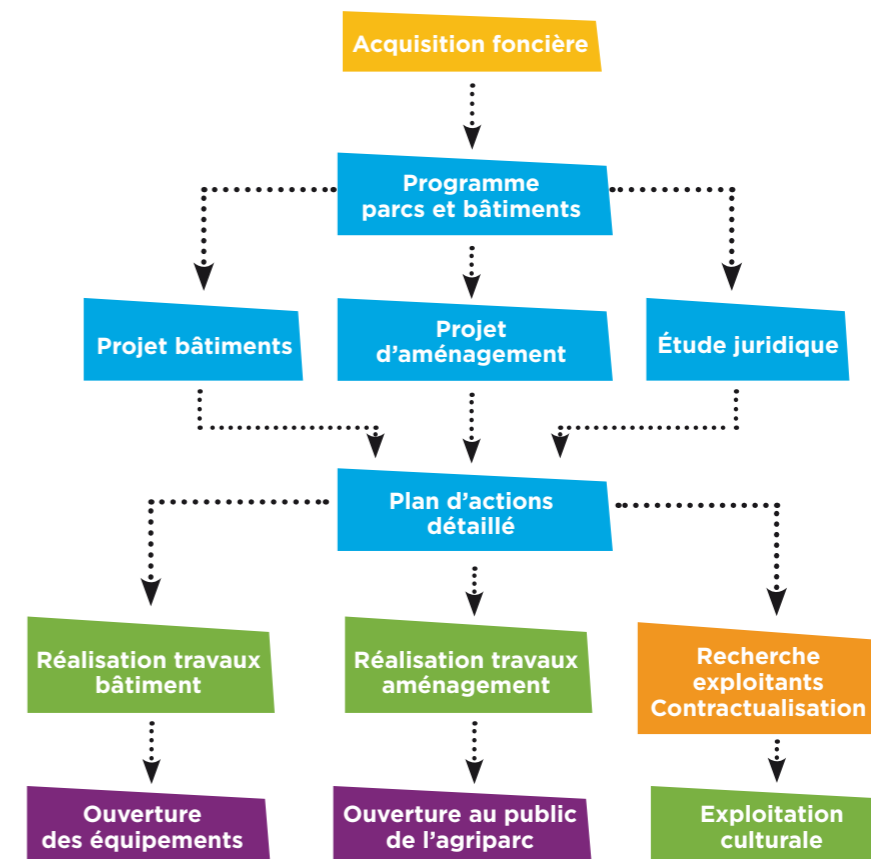 Acquisition foncière
Programme
parcs et bâtiments
Projet bâtiments
Projet
d'aménagement
Étude juridique
Plan d'actions
détaillé
Réalisation travaux
bâtiment
Réalisation travaux
aménagement
Recherche
exploitants
Contractualisation
Ouverture
des équipements
Ouverture au public
de l'agriparc
Exploitation
culturale